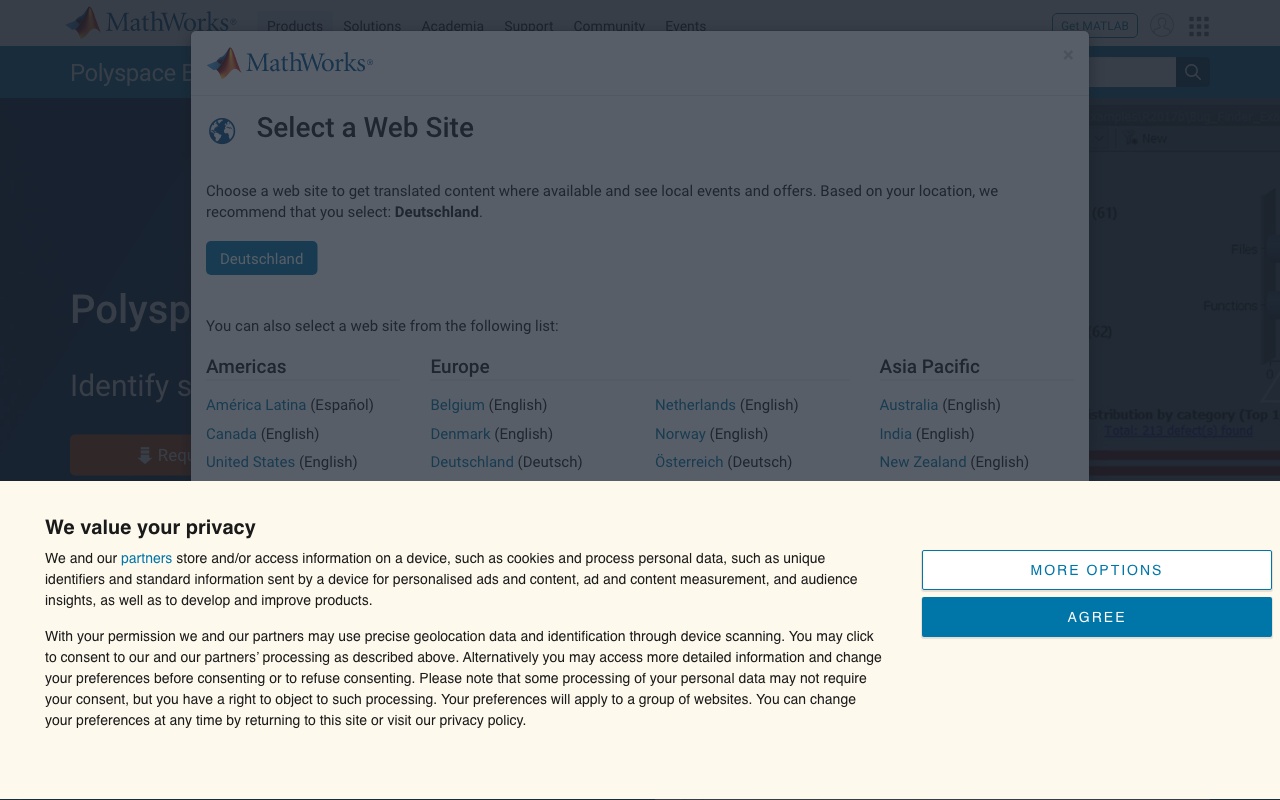 MathWorks®
Products Solutions Academia Support Community Events
Get MATLAB
MathWorks®
×
Polyspace
Select a Web Site
New
Choose a web site to get translated content where available and see local events and offers. Based on your location, we
recommend that you select: Deutschland.
(61)
Files
Deutschland
Polysp
Functions
(62)
You can also select a web site from the following list:
Americas Europe Asia Pacific
Identify s
América Latina (Español) Belgium (English) Netherlands (English) Australia (English)
stribution by category (Top
Canada (English) Denmark (English) Norway (English) India (English)
Total: 213 defect(s) found
Requ
United States (English) Deutschland (Deutsch) Österreich (Deutsch) New Zealand (English)
We value your privacy
We and our partners store and/or access information on a device, such as cookies and process personal data, such as unique
identifiers and standard information sent by a device for personalised ads and content, ad and content measurement, and audience
insights, as well as to develop and improve products.
With your permission we and our partners may use precise geolocation data and identification through device scanning. You may click
to consent to our and our partners’ processing as described above. Alternatively you may access more detailed information and change
your preferences before consenting or to refuse consenting. Please note that some processing of your personal data may not require
your consent, but you have a right to object to such processing. Your preferences will apply to a group of websites. You can change
your preferences at any time by returning to this site or visit our privacy policy.
MORE OPTIONS
AGREE